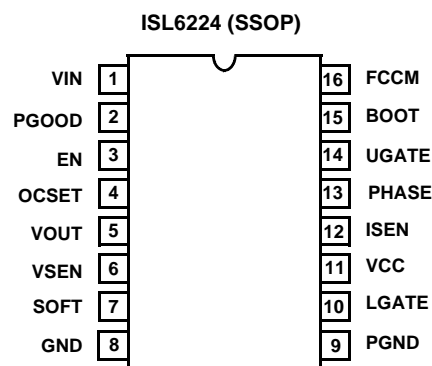 ISL6224 (SSOP)
VIN 1 16 FCCM
PGOOD 2 15 BOOT
EN 3 14 UGATE
OCSET 4 13 PHASE
VOUT 5 12 ISEN
VSEN 6 11 VCC
SOFT 7 10 LGATE
GND 8 9 PGND